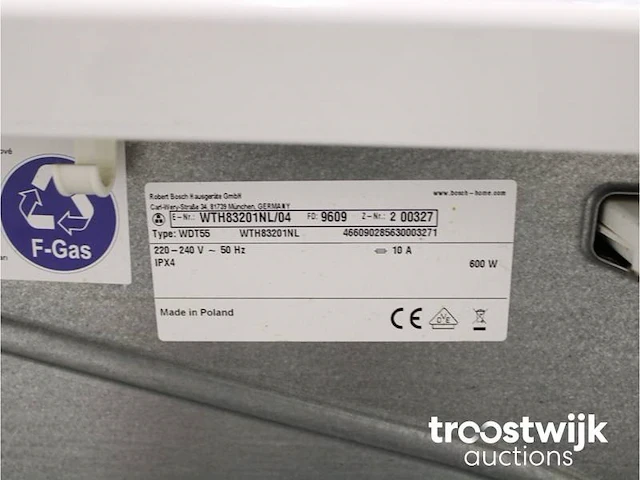 ové
F-Gas
Robert Bosch Hausgeräte GmbH
Carl-Wery-Straße 34, 81739 München, GERMANY
www.bosch-home.com
E-Nr.: WTH83201NL/04 FD: 9609 Z-Nr.: 2 00327
Type: WDT55 WTH83201NL 466090285630003271
220-240 V ~ 50 Hz 10 A
IPX4 600 W
Made in Poland
CE
troostwijk
auctions